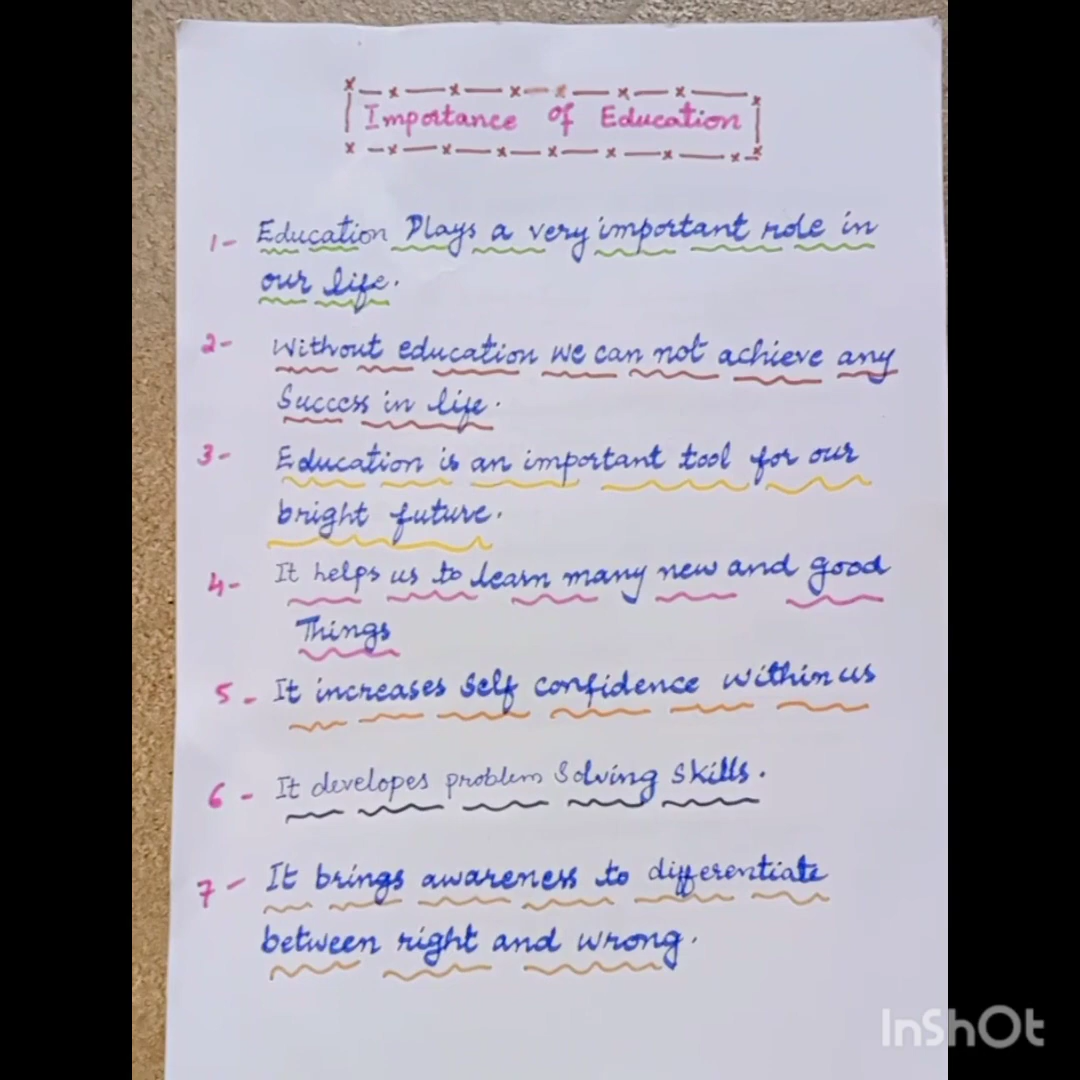 Importance of Education
1- Education Plays a very important role in
our life.
2- Without education we can not achieve any
Success in life.
3- Education is an important tool for our
bright future.
4- It helps us to learn many new and good
Things
5- It increases Self confidence within us
6- It developes problem Solving skills.
7- It brings awareness to differentiate
between right and wrong.
InShOt